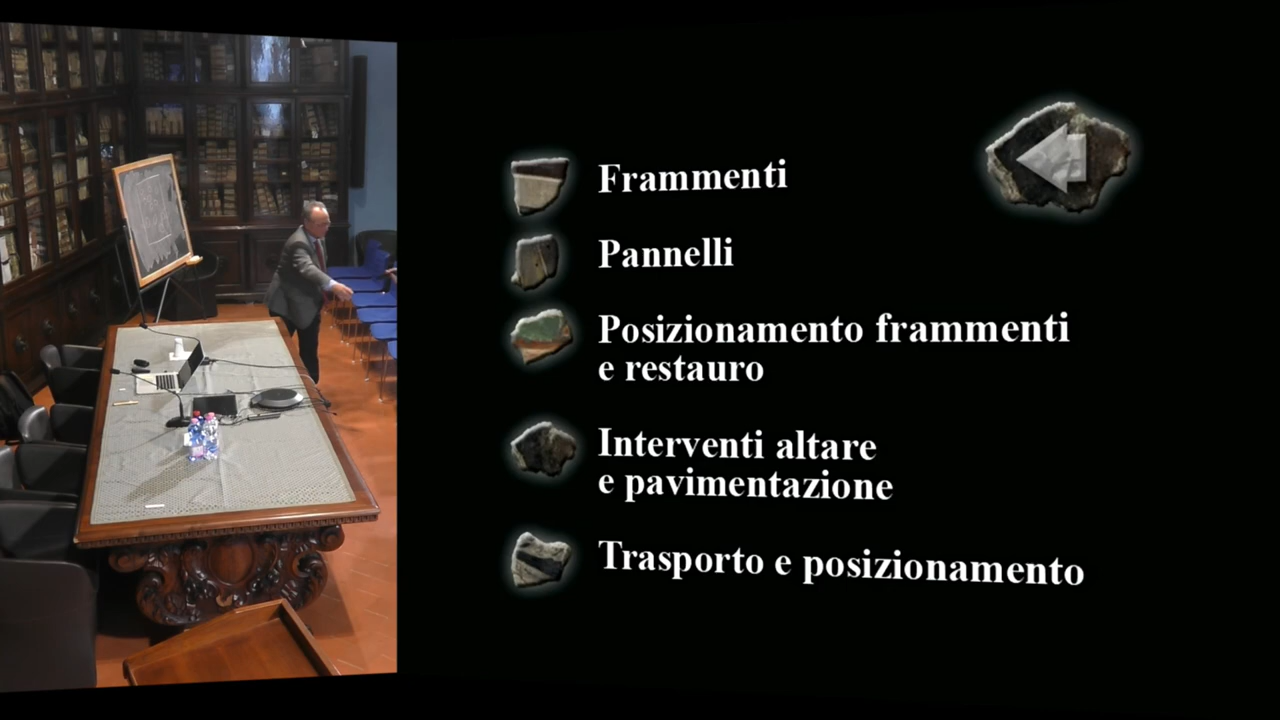 Frammenti
Pannelli
Posizionamento frammenti
e restauro
Interventi altare
e pavimentazione
Trasporto e posizionamento